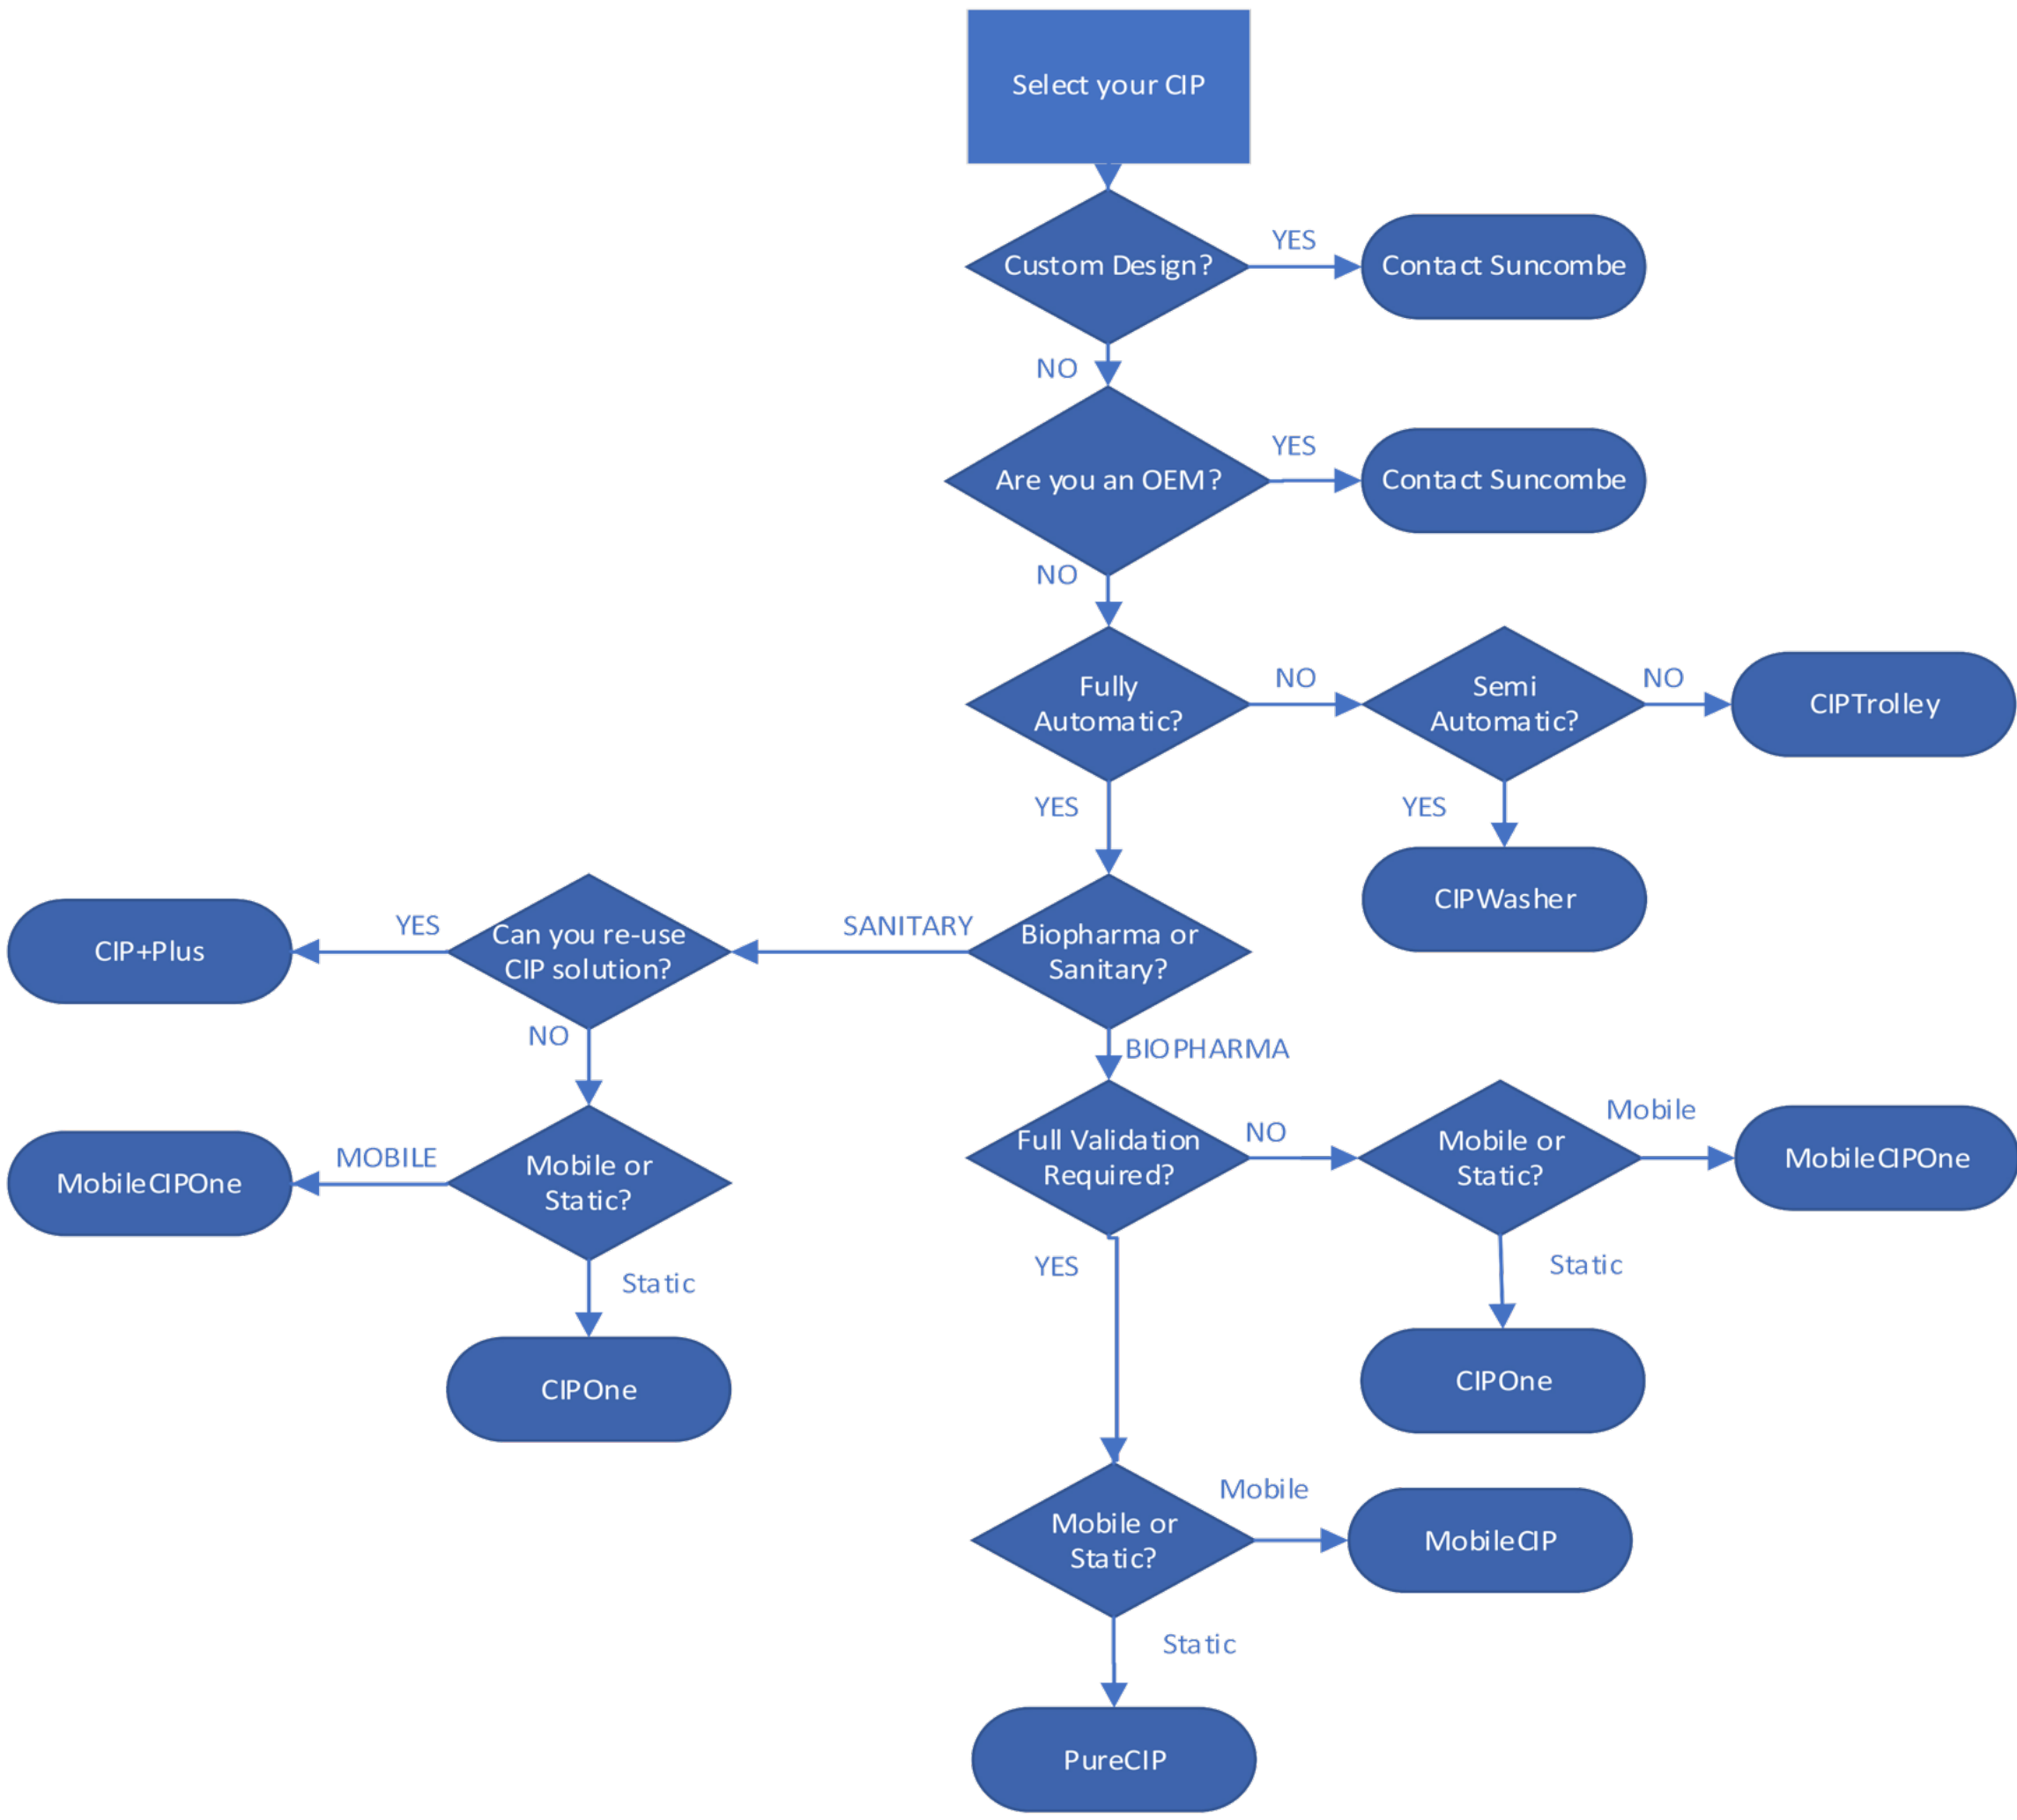 Select your CIP
Custom Design?
YES
Contact Suncombe
NO
Are you an OEM?
YES
Contact Suncombe
NO
Fully
Automatic?
NO
Semi
Automatic?
NO
CIPTrolley
YES
YES
CIPWasher
Biopharma or
Sanitary?
SANITARY
Can you re-use
CIP solution?
YES
CIP+Plus
NO
BIOPHARMA
Mobile or
Static?
MOBILE
MobileCIPOne
Static
CIPOne
Full Validation
Required?
NO
Mobile or
Static?
Mobile
MobileCIPOne
Static
CIPOne
YES
Mobile or
Static?
Mobile
MobileCIP
Static
PureCIP